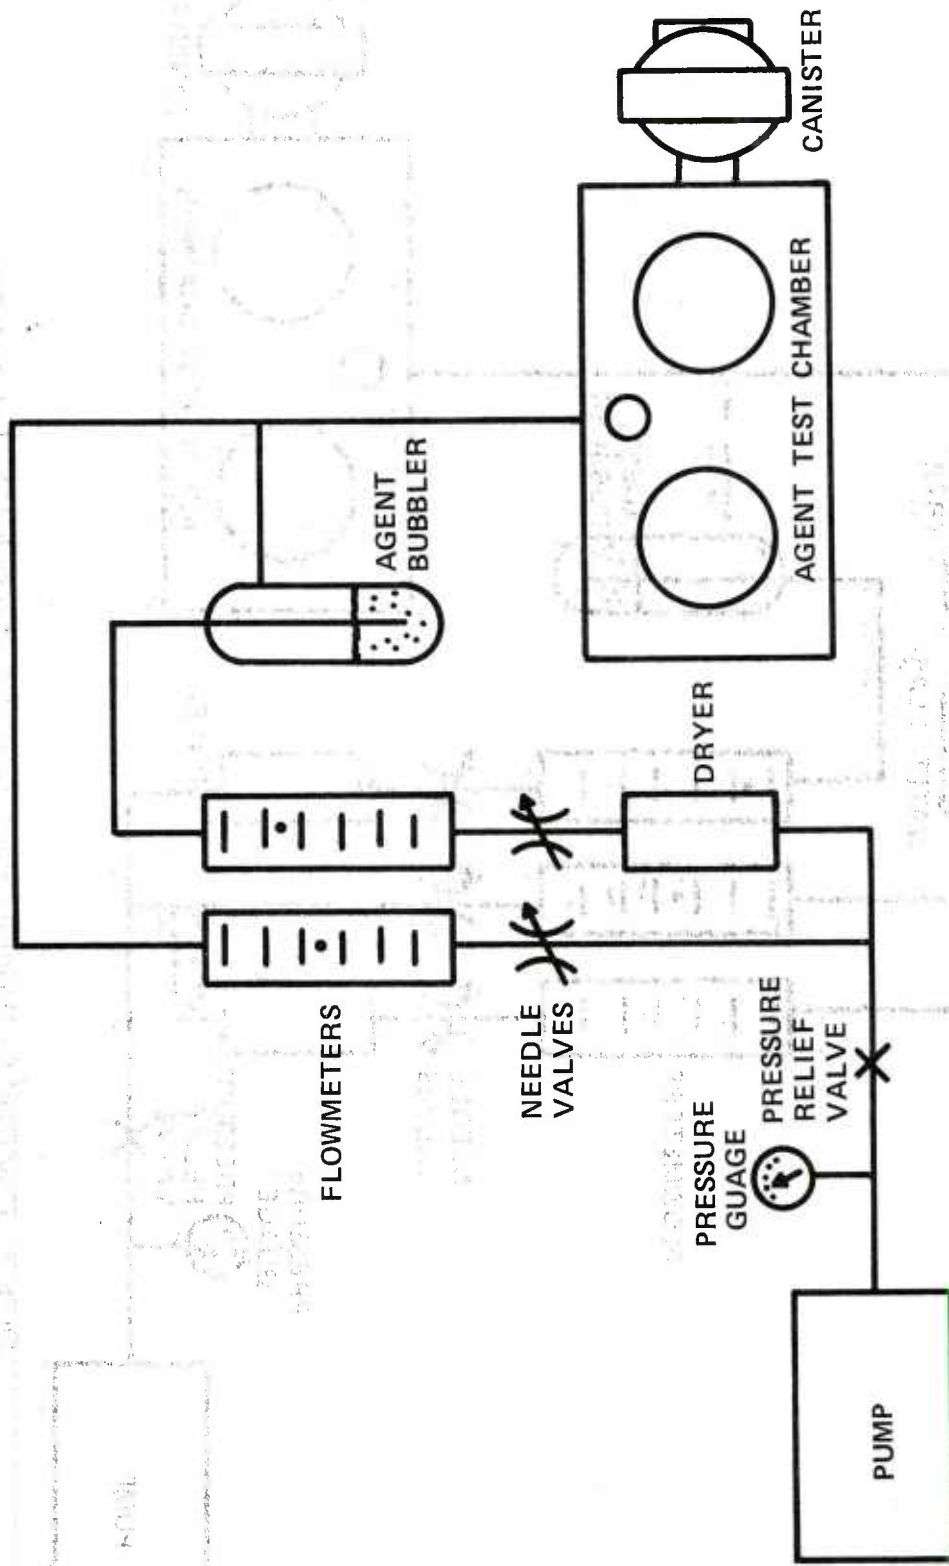 FLOWMETERS
AGENT
BUBBLER
NEEDLE
VALVES
DRYER
PRESSURE
GUAGE
PRESSURE
RELIEF
VALVE
PUMP
AGENT TEST CHAMBER
CANISTER